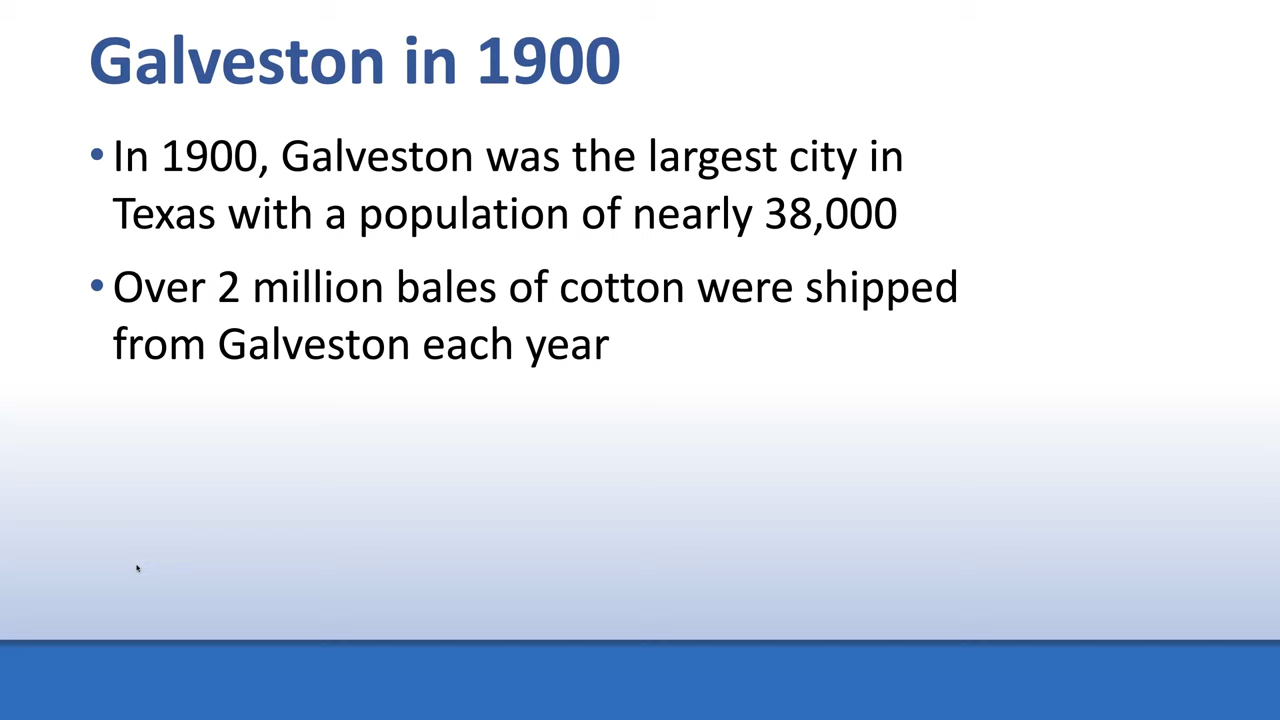 Galveston in 1900
• In 1900, Galveston was the largest city in
Texas with a population of nearly 38,000
• Over 2 million bales of cotton were shipped
from Galveston each year